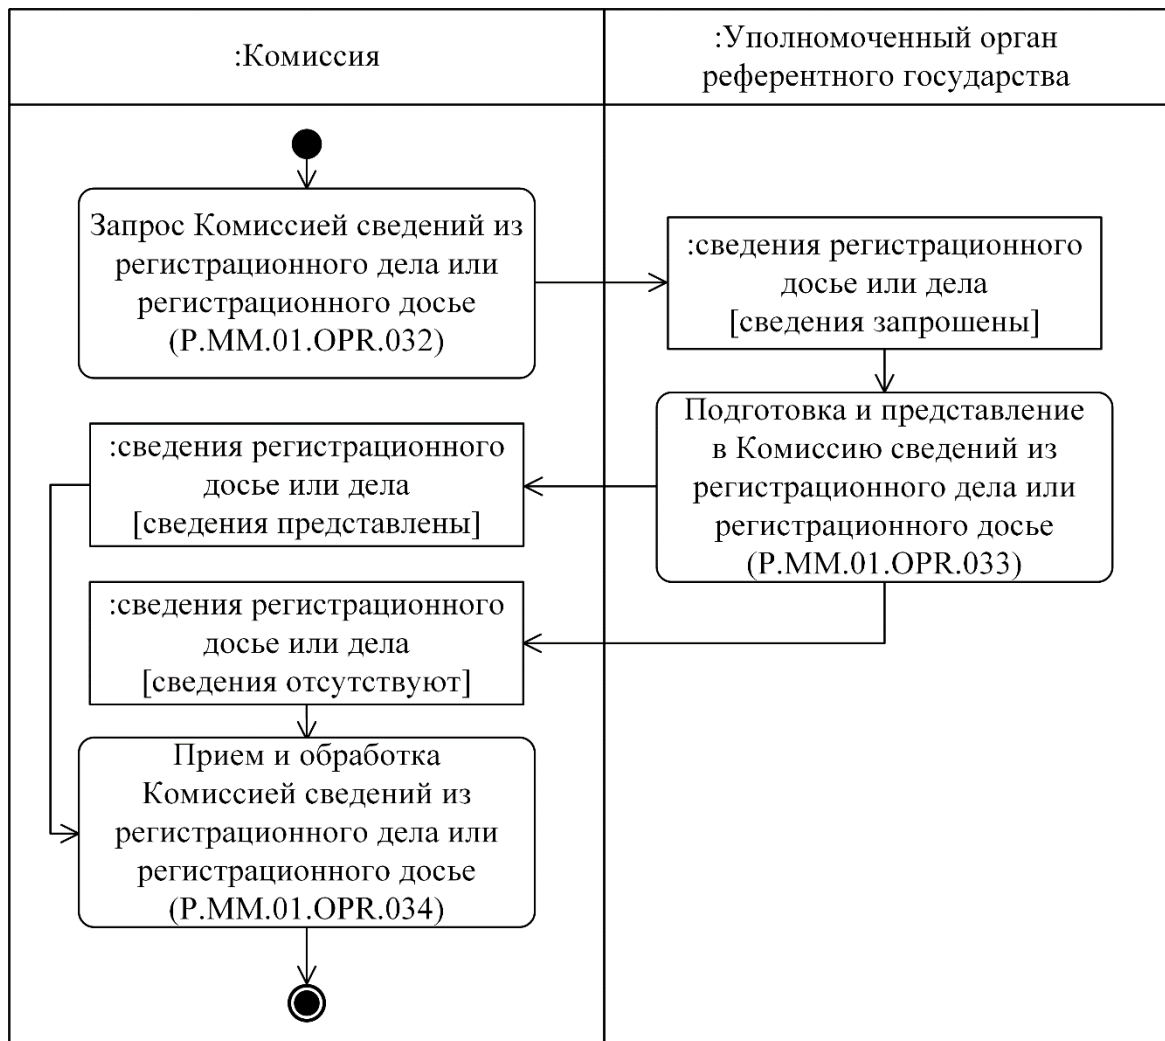 :Комиссия
:Уполномоченный орган
референтного государства
Запрос Комиссией сведений из
регистрационного дела или
регистрационного досье
(P.MM.01.OPR.032)
:сведения регистрационного
досье или дела
[сведения запрошены]
Подготовка и представление
в Комиссию сведений из
регистрационного дела или
регистрационного досье
(P.MM.01.OPR.033)
:сведения регистрационного
досье или дела
[сведения представлены]
:сведения регистрационного
досье или дела
[сведения отсутствуют]
Прием и обработка
Комиссией сведений из
регистрационного дела или
регистрационного досье
(P.MM.01.OPR.034)